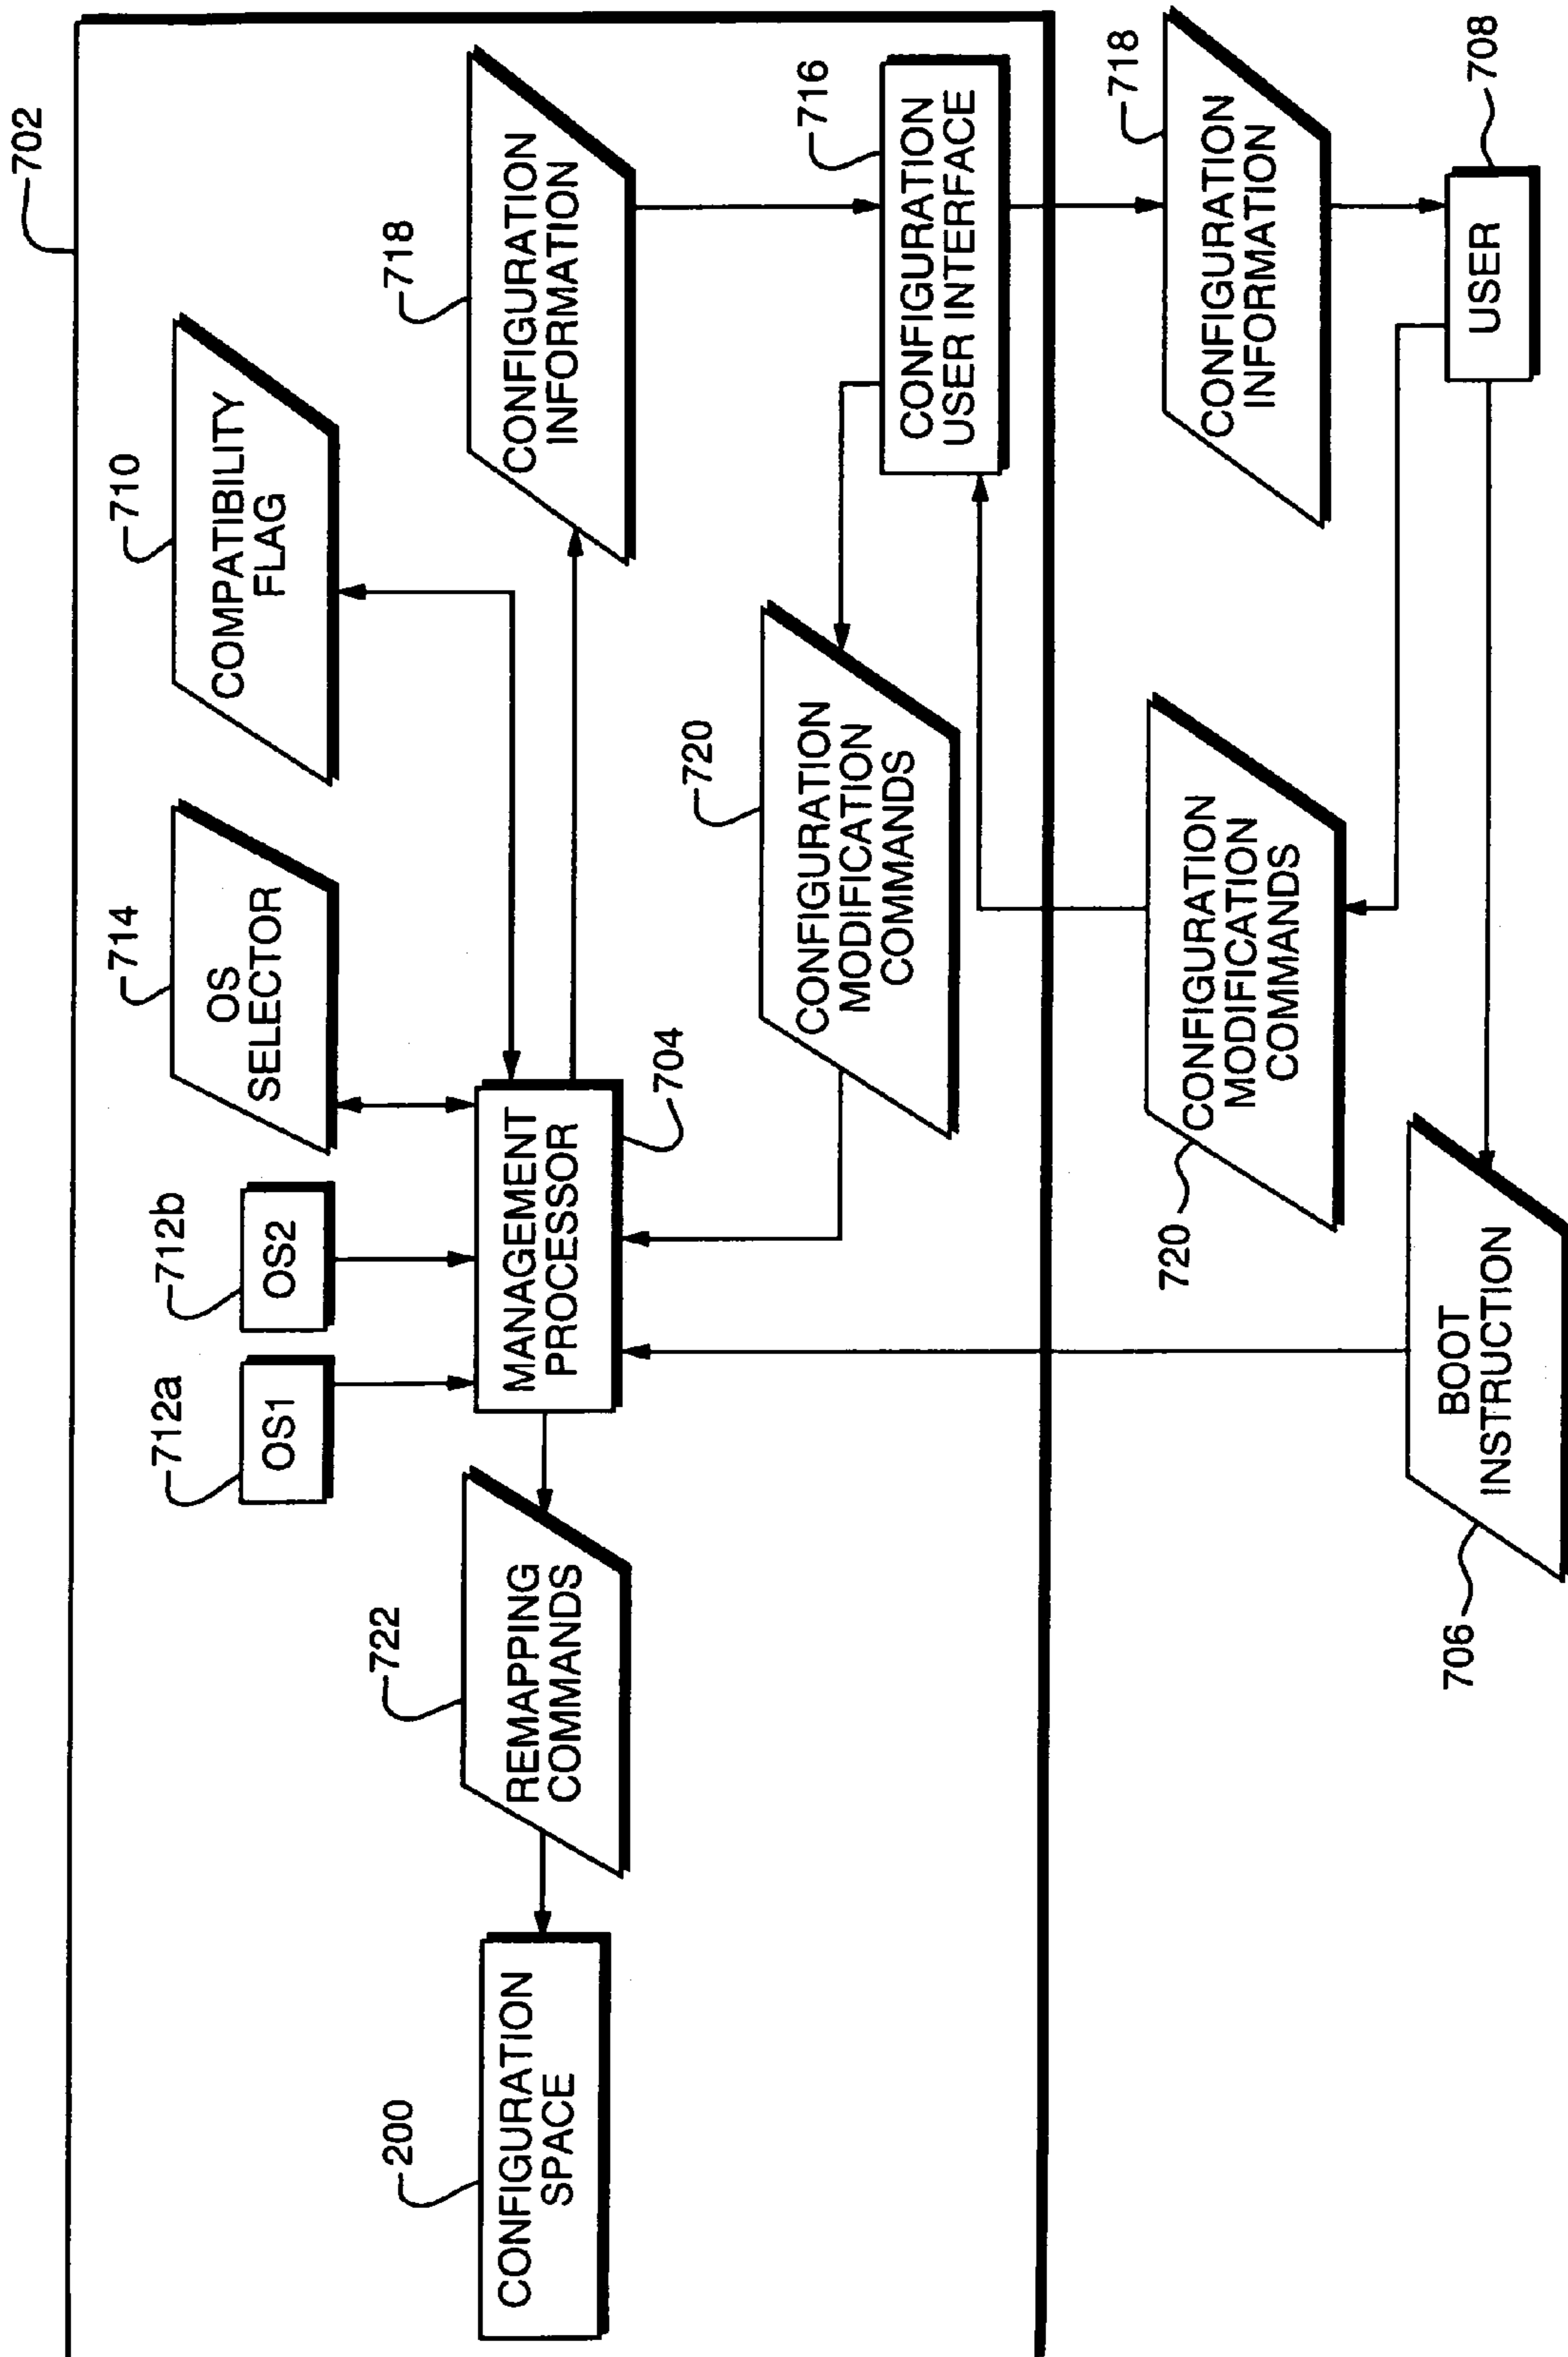 702
712a
OS1
712b
OS2
714
OS
SELECTOR
710
COMPATIBILITY
FLAG
200
CONFIGURATION
SPACE
722
REMAPPING
COMMANDS
MANAGEMENT
PROCESSOR
704
718
CONFIGURATION
INFORMATION
720
CONFIGURATION
MODIFICATION
COMMANDS
716
CONFIGURATION
USER INTERFACE
720
CONFIGURATION
MODIFICATION
COMMANDS
718
CONFIGURATION
INFORMATION
706
BOOT
INSTRUCTION
USER
708